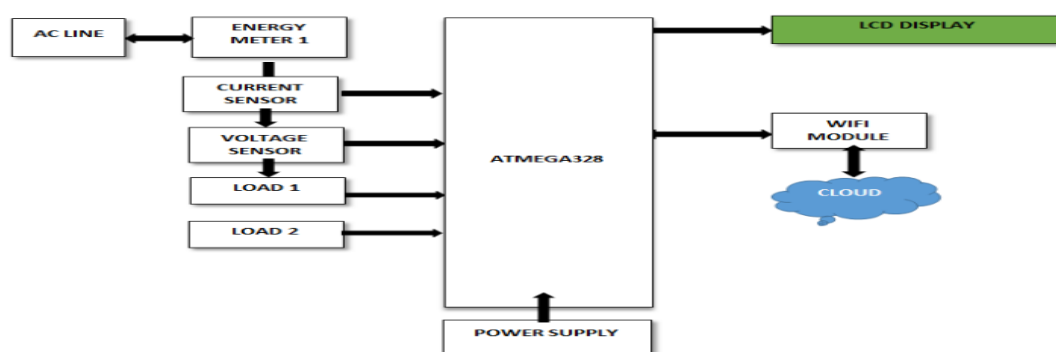 AC LINE
ENERGY
METER 1
CURRENT
SENSOR
VOLTAGE
SENSOR
LOAD 1
LOAD 2
ATMEGA328
POWER SUPPLY
LCD DISPLAY
WIFI
MODULE
CLOUD